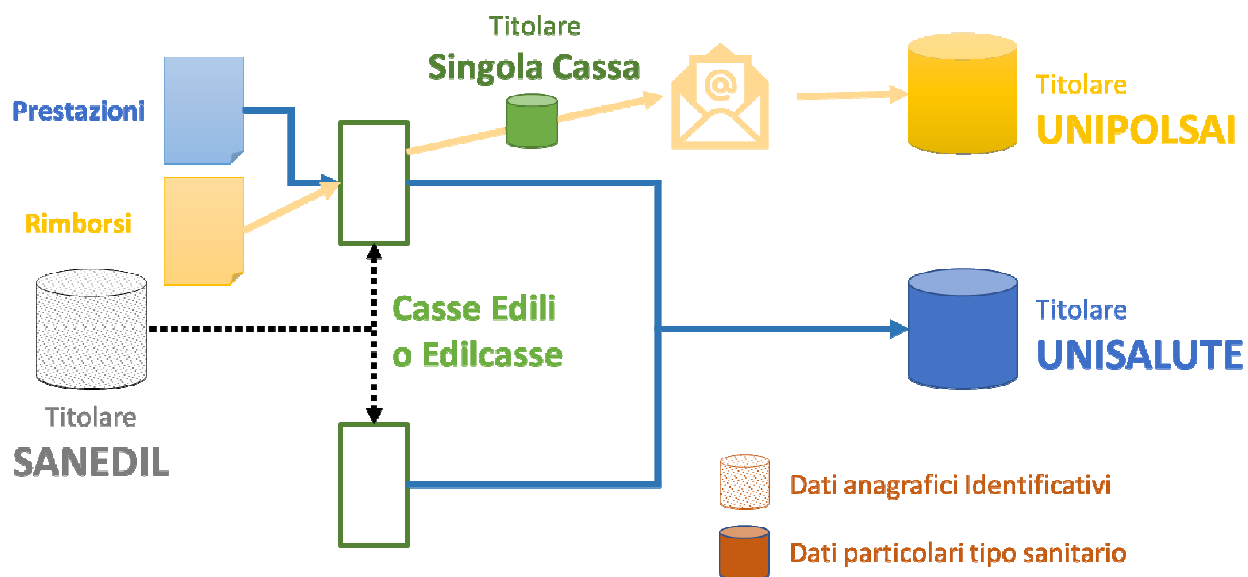 Titolare
Singola Cassa
Prestazioni
@
Titolare
UNIPOLSAI
Rimborsi
Casse Edili
o Edilcasse
Titolare
UNISALUTE
Titolare
SANEDIL
Dati anagrafici Identificativi
Dati particolari tipo sanitario